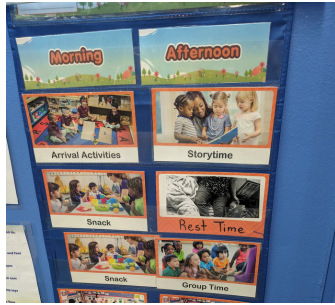 Morning
Afternoon
Arrival Activities
Storytime
Snack
Rest Time
Snack
Group Time